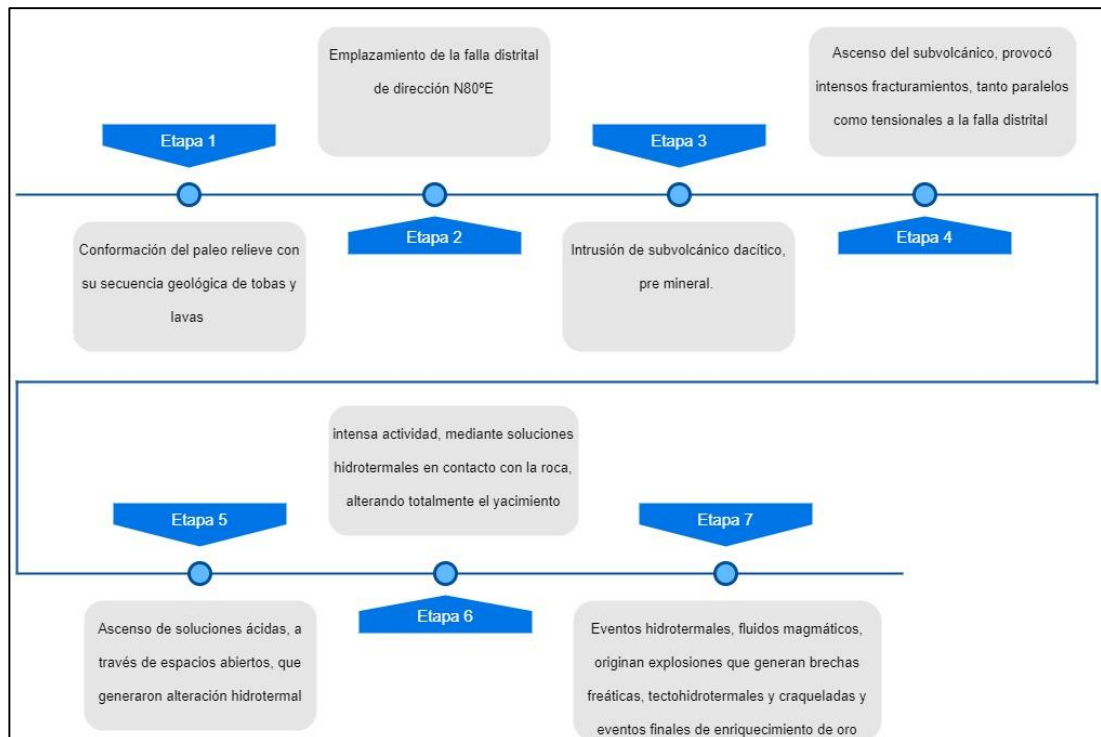 Emplazamiento de la falla distrital
de dirección N80ºE
Ascenso del subvolcánico, provocó
intensos fracturamientos, tanto paralelos
como tensionales a la falla distrital
Etapa 1
Etapa 3
Etapa 2
Etapa 4
Conformación del paleo relieve con
su secuencia geológica de tobas y
lavas
Intrusión de subvolcánico dacítico,
pre mineral.
intensa actividad, mediante soluciones
hidrotermales en contacto con la roca,
alterando totalmente el yacimiento
Etapa 5
Etapa 7
Etapa 6
Ascenso de soluciones ácidas, a
través de espacios abiertos, que
generaron alteración hidrotermal
Eventos hidrotermales, fluidos magmáticos,
originan explosiones que generan brechas
freáticas, tectohidrotermales y craqueladas y
eventos finales de enriquecimiento de oro